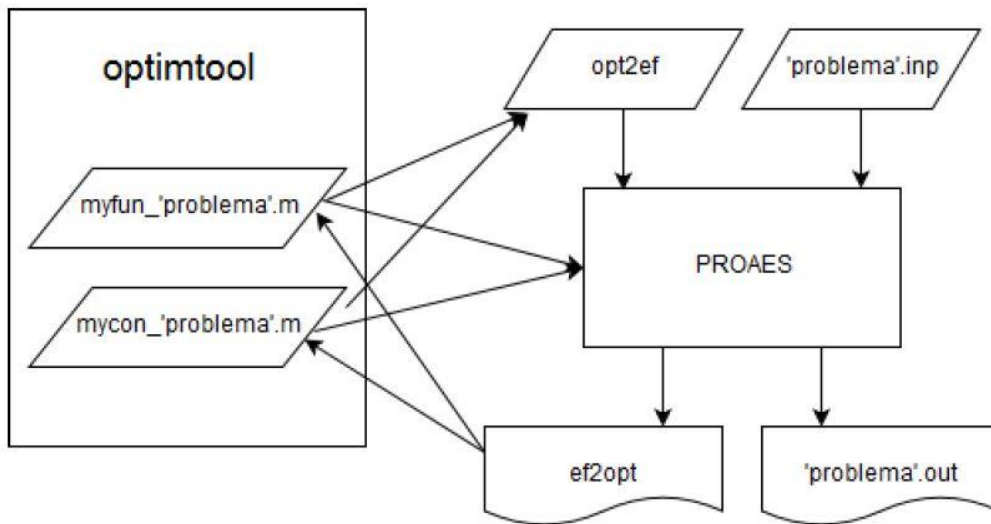 optimtool
opt2ef
'problema'.inp
myfun_'problema'.m
PROAES
mycon_'problema'.m
ef2opt
'problema'.out